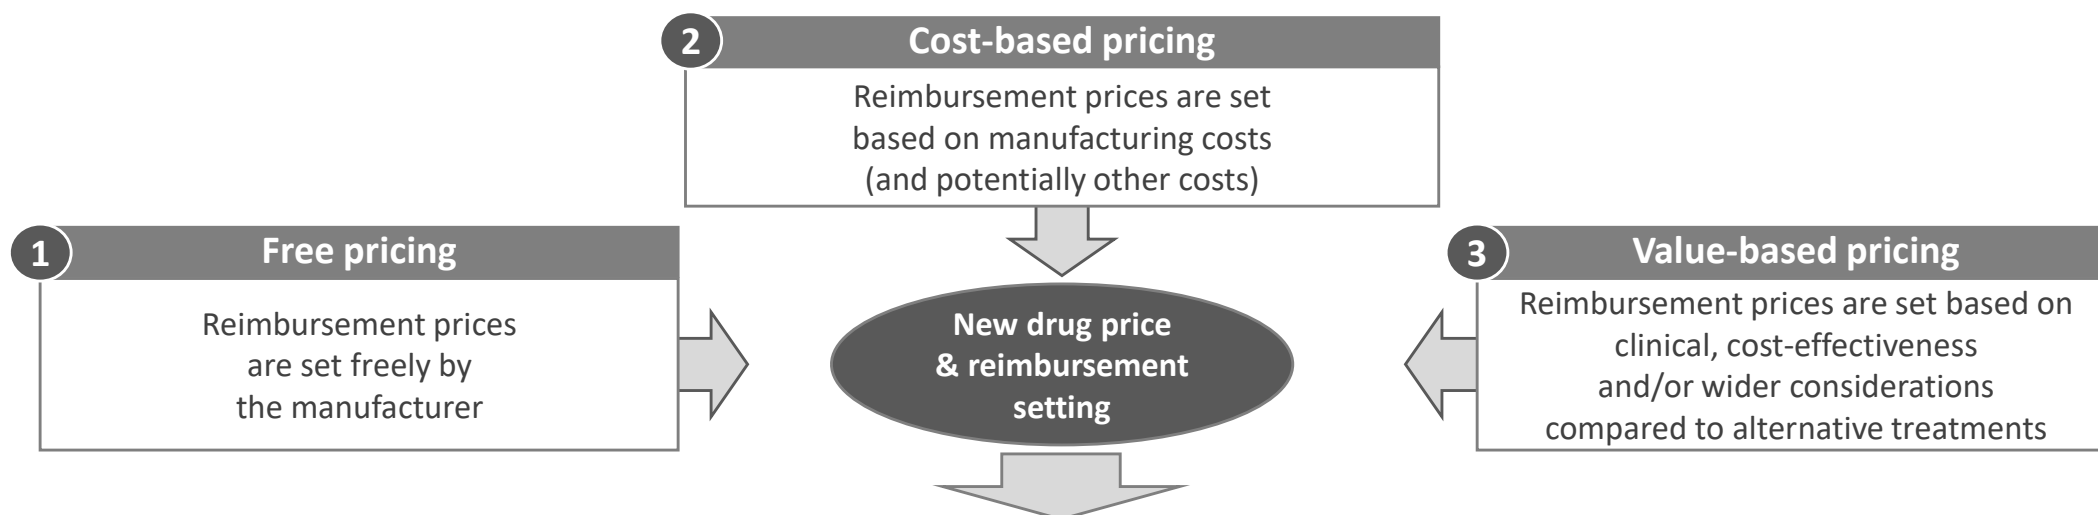 2
Cost-based pricing
Reimbursement prices are set
based on manufacturing costs
(and potentially other costs)
1
Free pricing
Reimbursement prices
are set freely by
the manufacturer
New drug price
& reimbursement
setting
3
Value-based pricing
Reimbursement prices are set based on
clinical, cost-effectiveness
and/or wider considerations
compared to alternative treatments